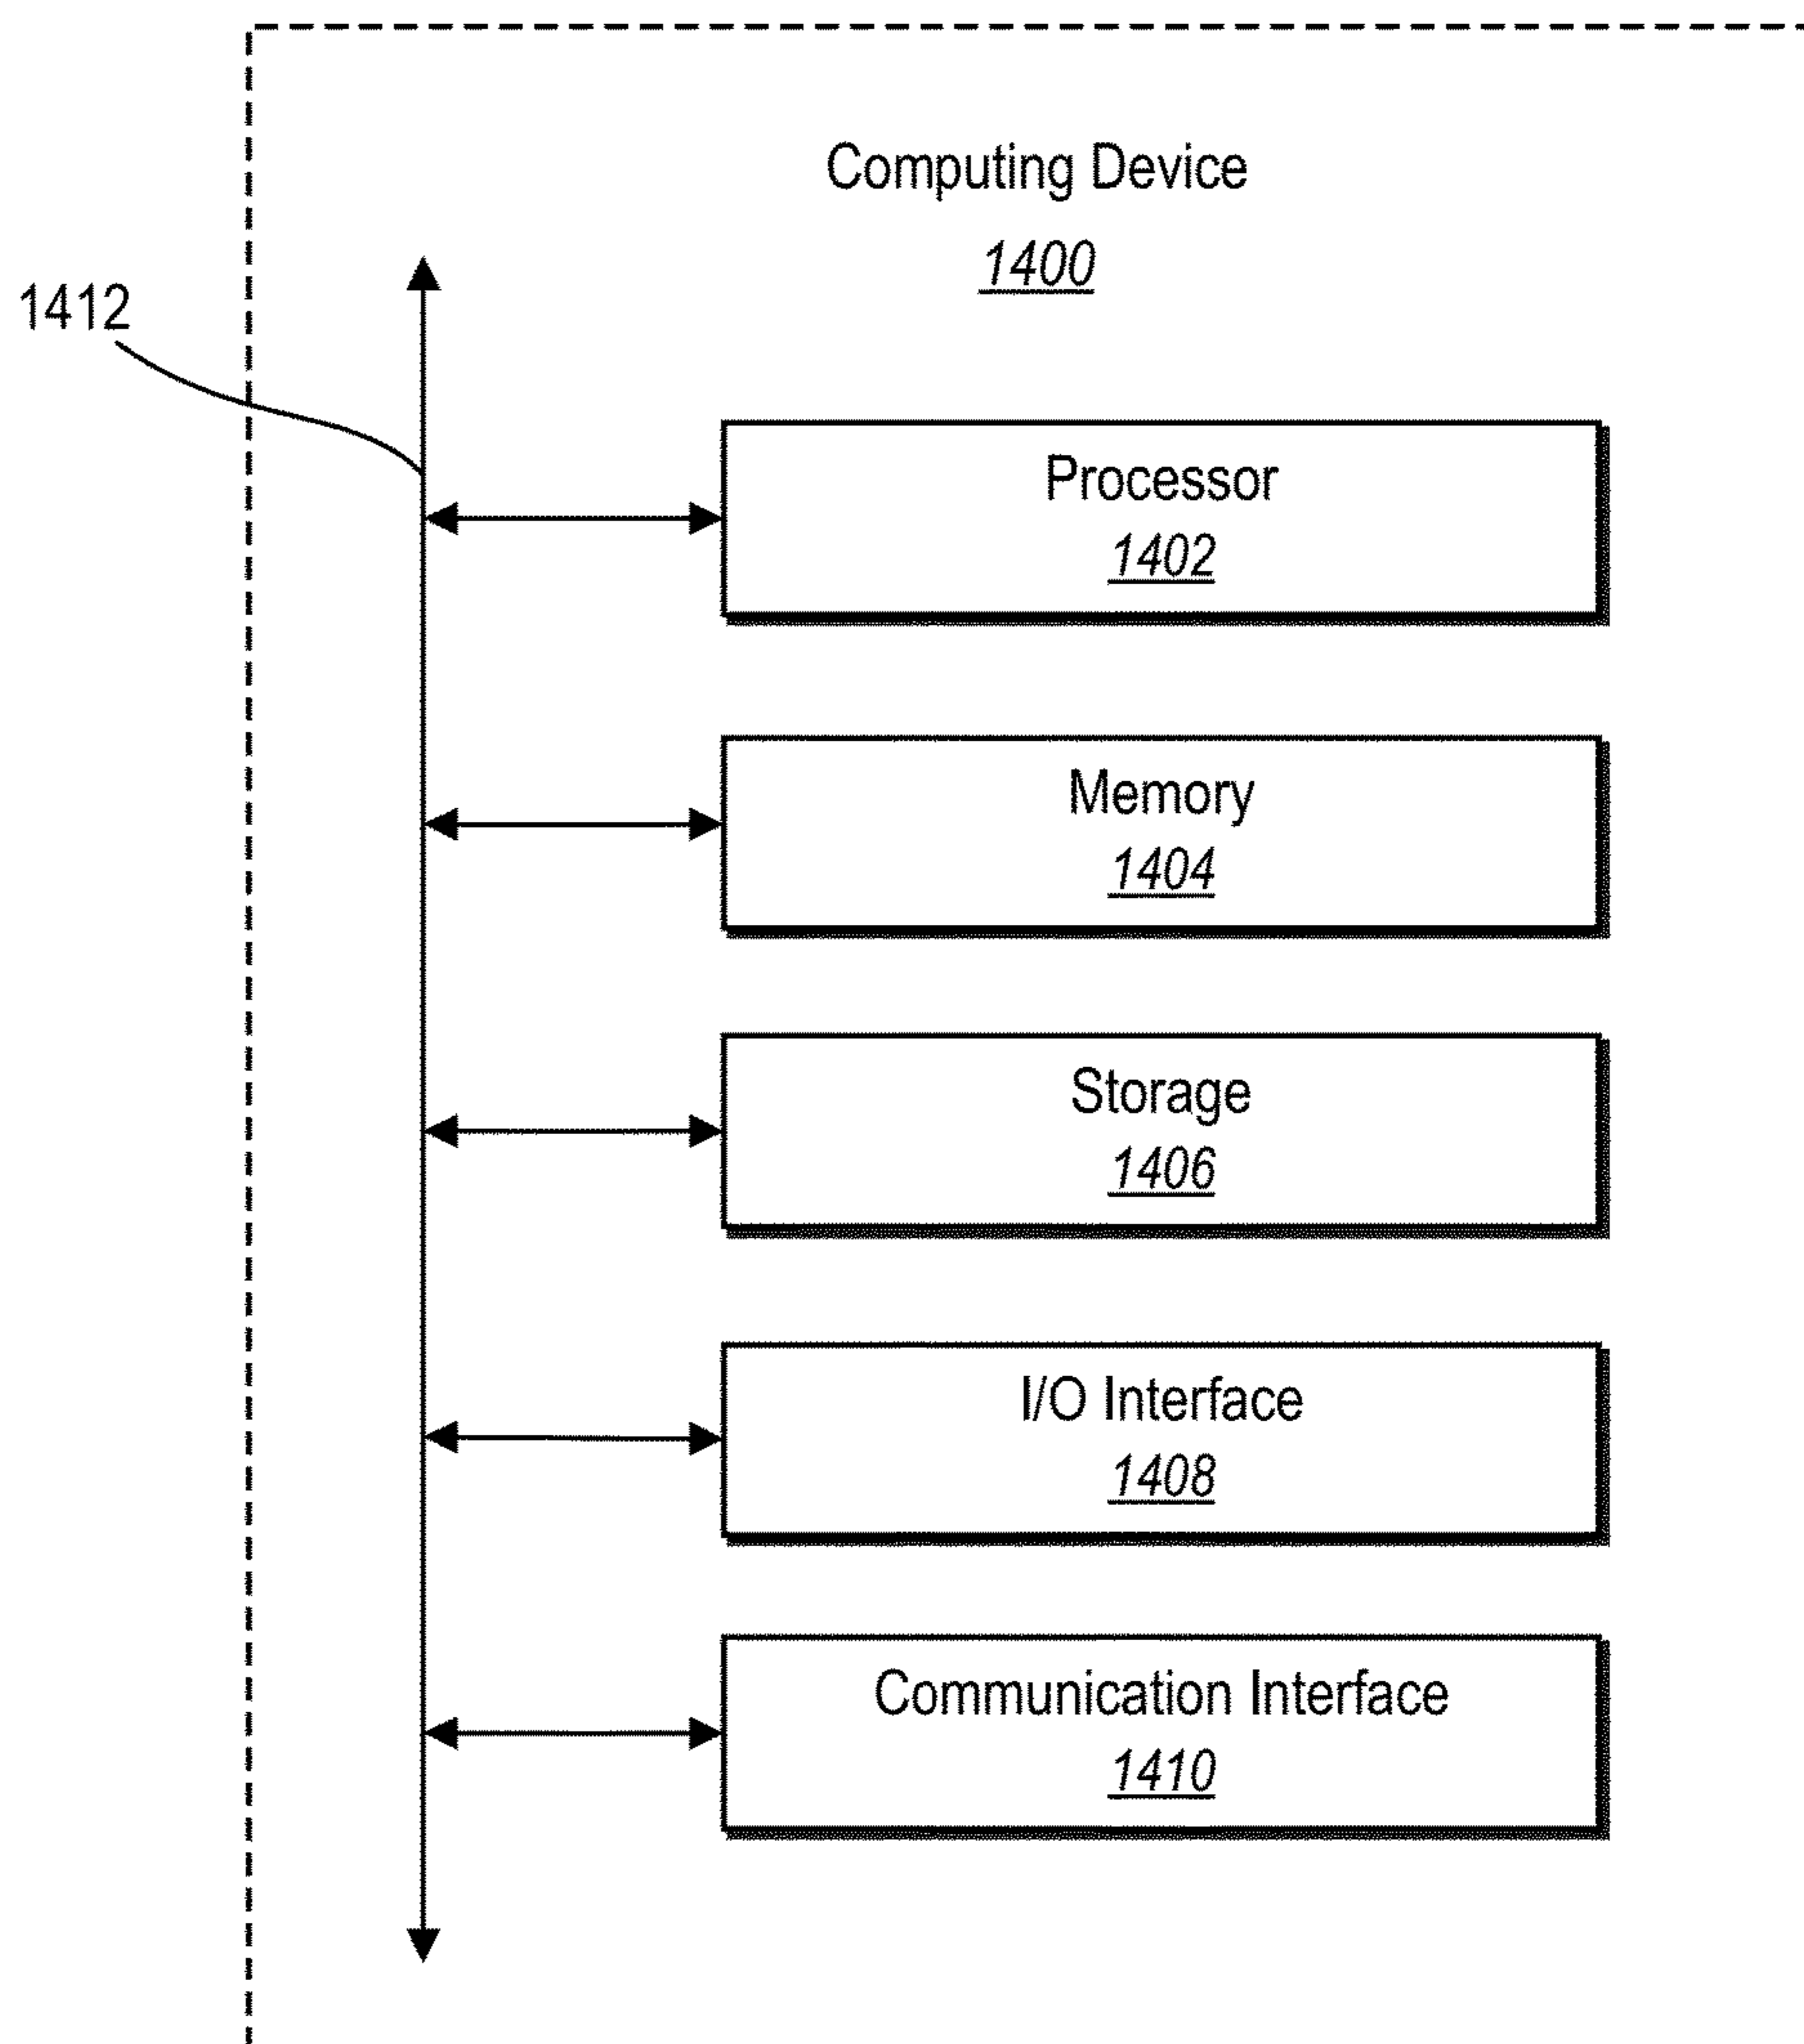 Computing Device
1400
1412
Processor
1402
Memory
1404
Storage
1406
I/O Interface
1408
Communication Interface
1410